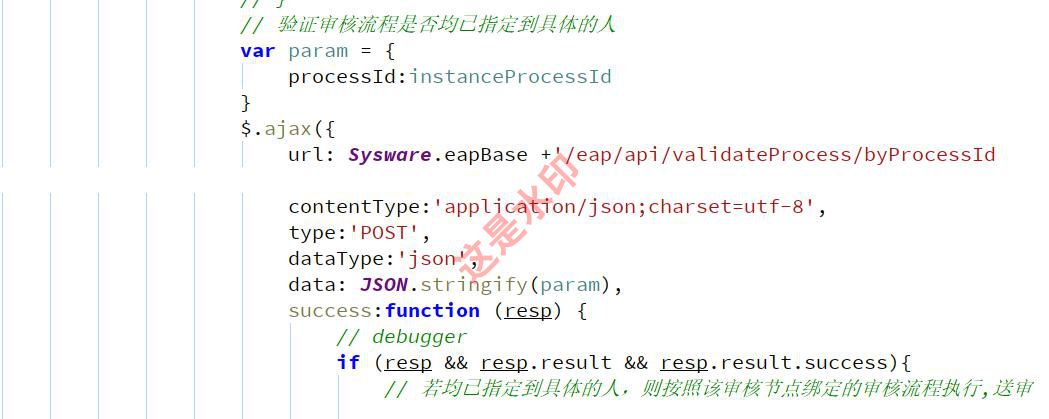 // }
// 验证审核流程是否均已指定到具体的人
var param = {
processId:instanceProcessId
}
$.ajax({
url: Sysware.eapBase +'/eap/api/validateProcess/byProcessId
contentType:'application/json;charset=utf-8',
type:'POST',
dataType:'json',
data: JSON.stringify(param),
success:function (resp) {
// debugger
if (resp && resp.result && resp.result.success){
// 若均已指定到具体的人，则按照该审核节点绑定的审核流程执行,送审
这是水印